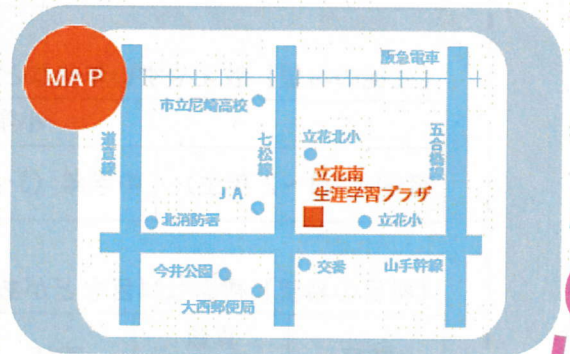 MAP
阪急電車
市立尼崎高校
道意線
七松線
五合橋線
立花北小
立花南
生涯学習プラザ
JA
北消防署
立花小
今井公園
交番
山手幹線
大西郵便局